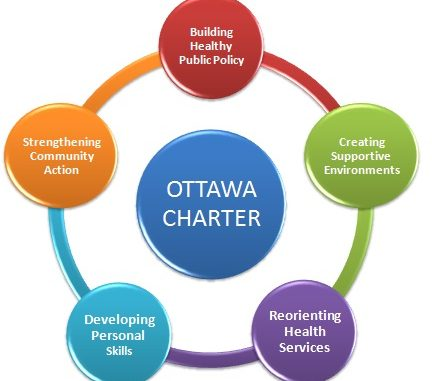 Building
Healthy
Public Policy
Strengthening
Community
Action
Creating
Supportive
Environments
OTTAWA
CHARTER
Developing
Personal
Skills
Reorienting
Health
Services